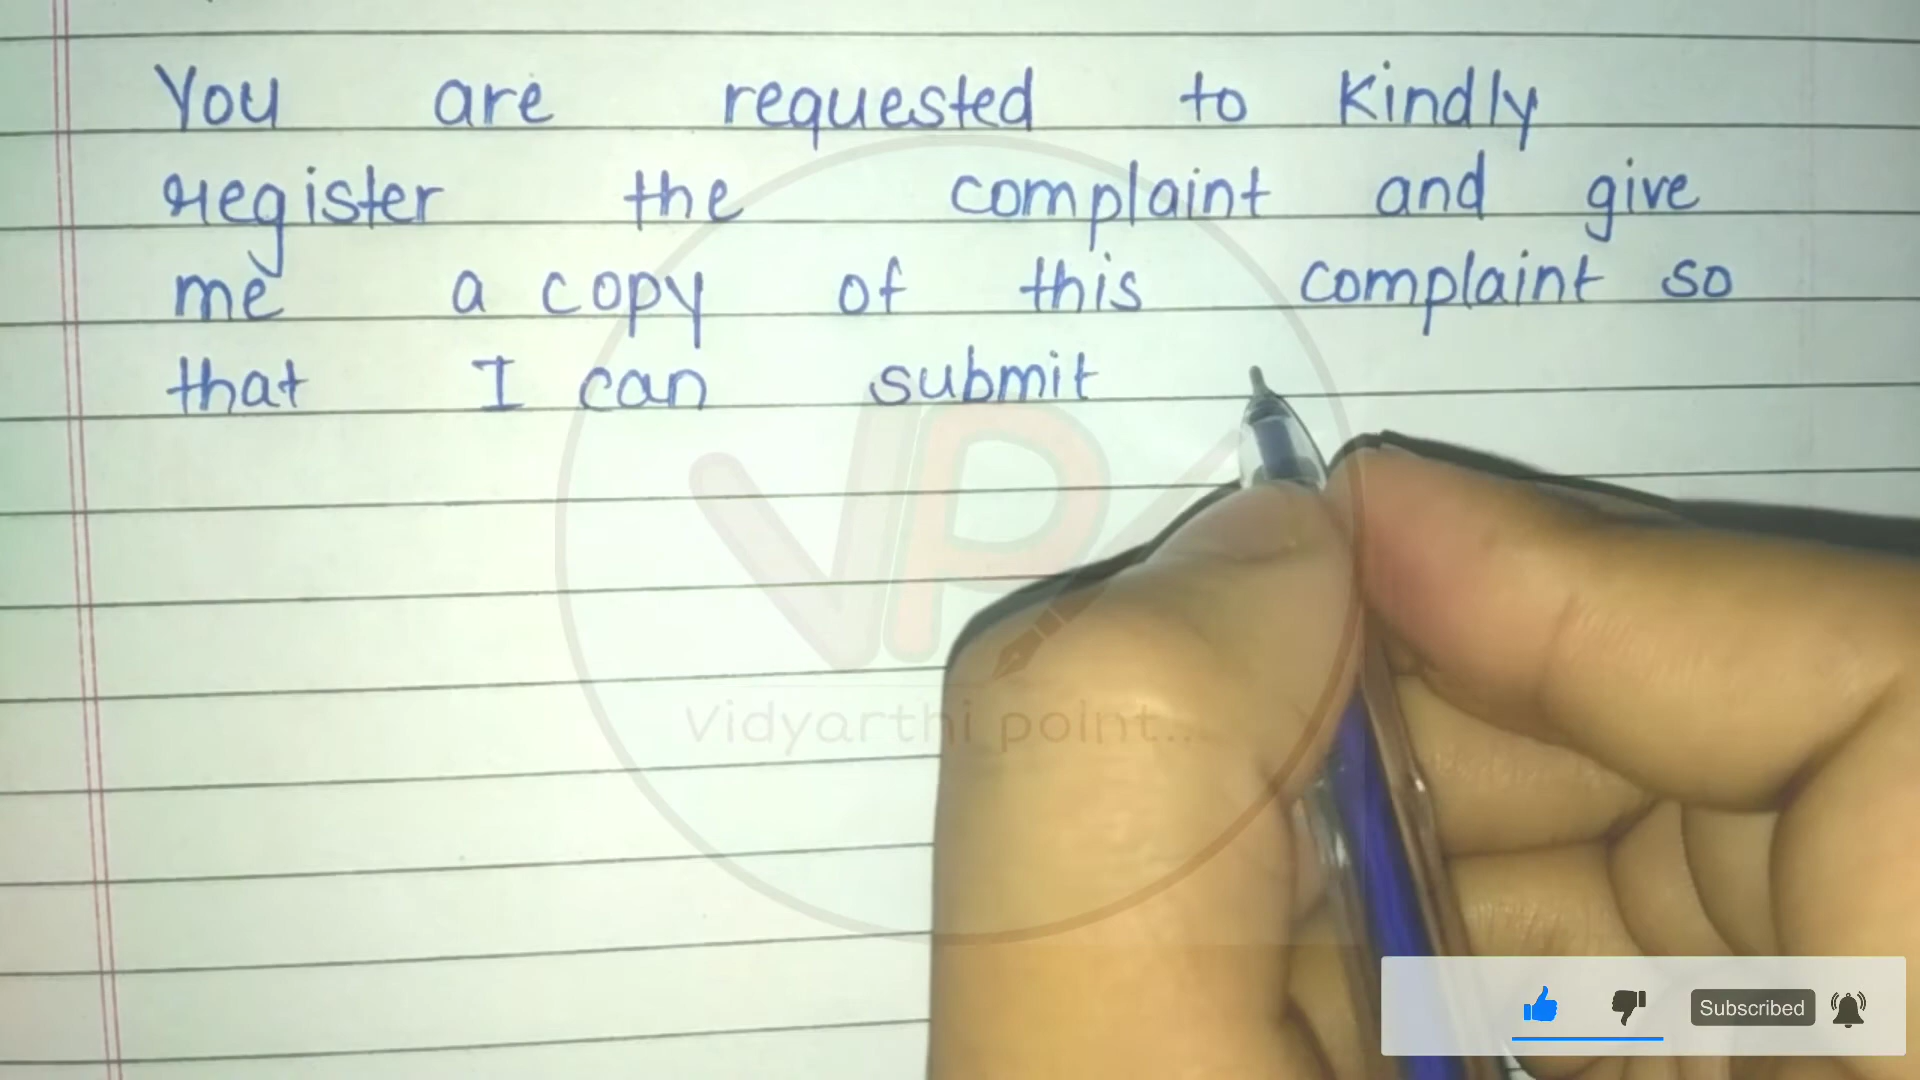 You are requested to kindly
register the complaint and give
me a copy of this complaint so
that I can submit
VP
Vidyarthi point...
Subscribed